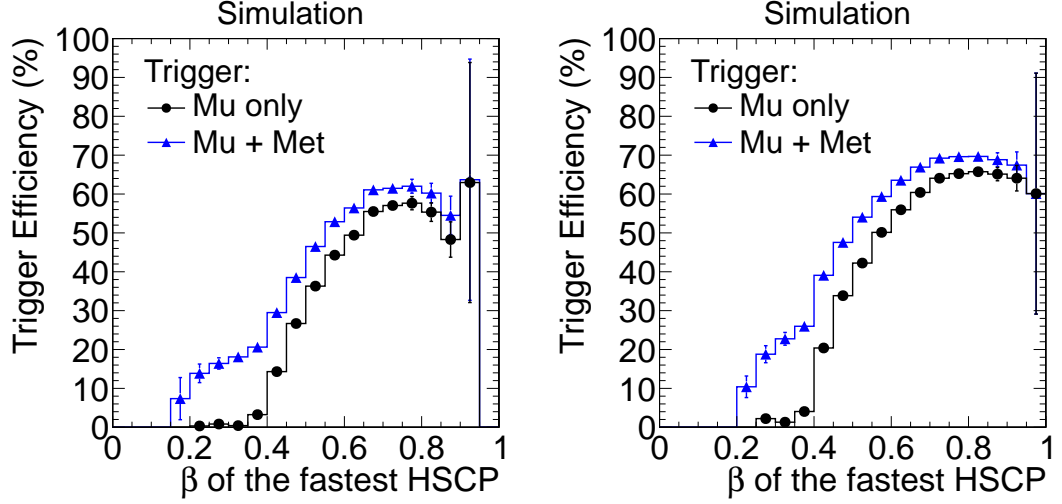 Simulation
Trigger Efficiency (%)
100
90
80
70
60
50
40
30
20
10
0
Trigger:
Mu only
Mu + Met
0 0.2 0.4 0.6 0.8 1
β of the fastest HSCP
Simulation
Trigger Efficiency (%)
100
90
80
70
60
50
40
30
20
10
0
Trigger:
Mu only
Mu + Met
0 0.2 0.4 0.6 0.8 1
β of the fastest HSCP